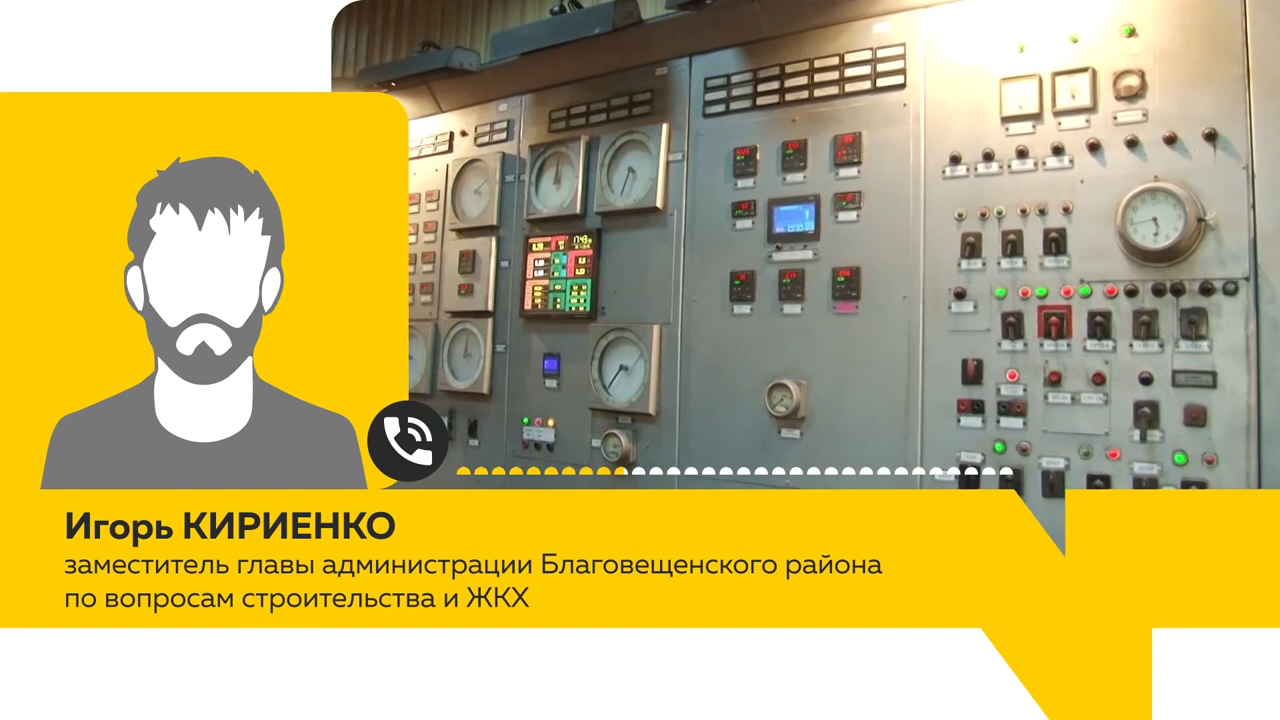 Игорь КИРИЕНКО
заместитель главы администрации Благовещенского района
по вопросам строительства и ЖКХ